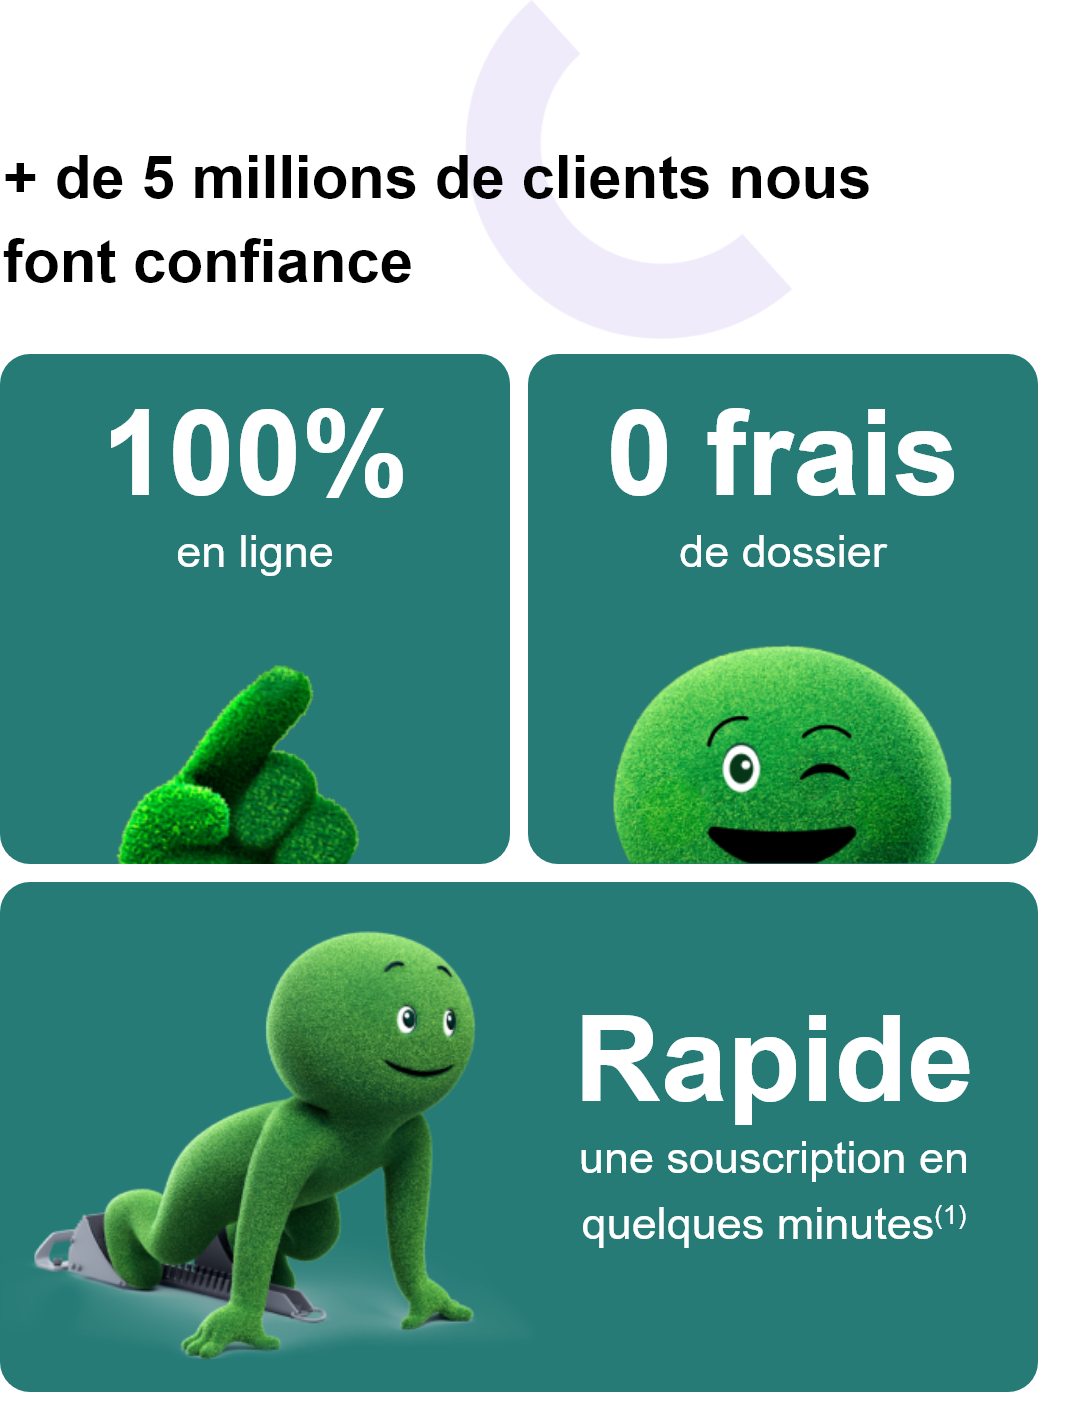 + de 5 millions de clients nous
font confiance
100%
en ligne
0 frais
de dossier
Rapide
une souscription en
quelques minutes(1)